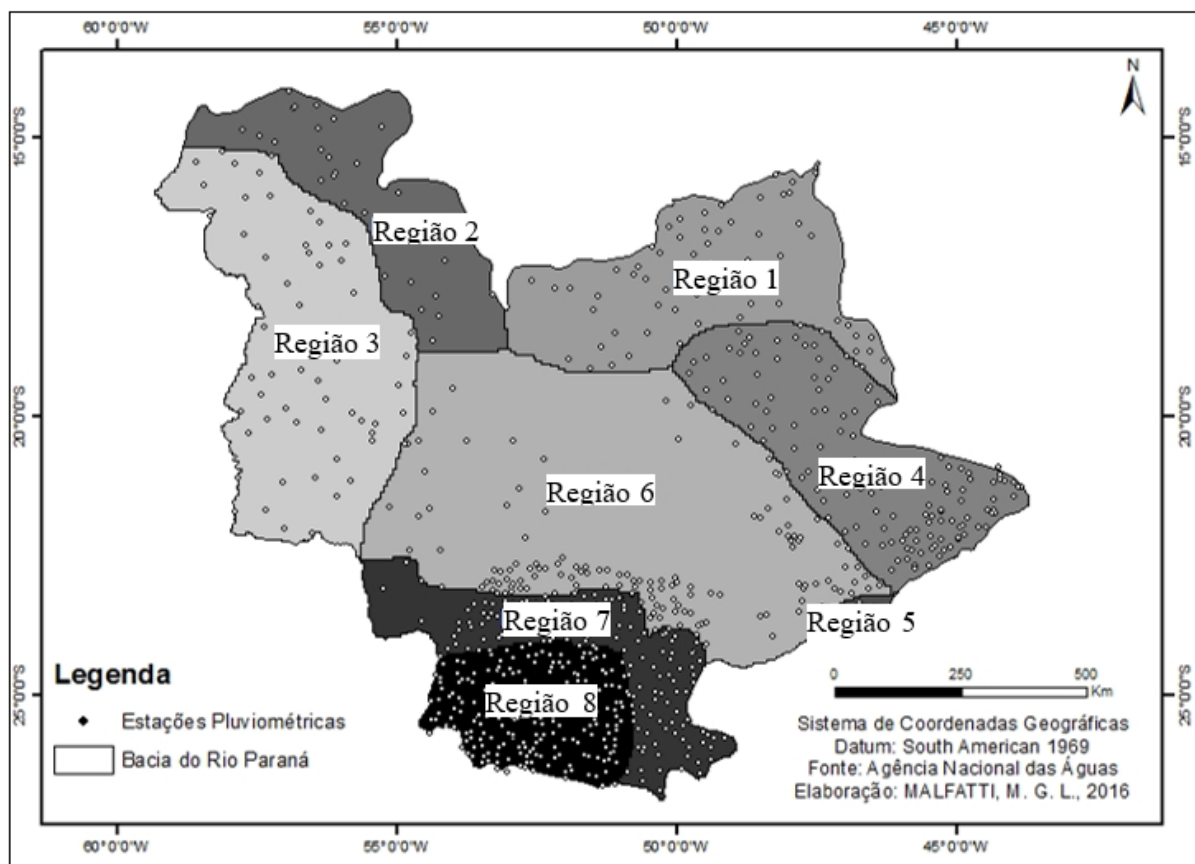 60°0'0"W 55°0'0"W 50°0'0"W 45°0'0"W
N
15°0'0"S 15°0'0"S
Região 2
Região 1
Região 3
20°0'0"S 20°0'0"S
Região 4
Região 6
Região 7
Região 5
Região 8
25°0'0"S 25°0'0"S
Legenda
Estações Pluviométricas
Bacia do Rio Paraná
0 250 500
Km
Sistema de Coordenadas Geográficas
Datum: South American 1969
Fonte: Agência Nacional das Águas
Elaboração: MALFATTI, M. G. L., 2016
60°0'0"W 55°0'0"W 50°0'0"W 45°0'0"W